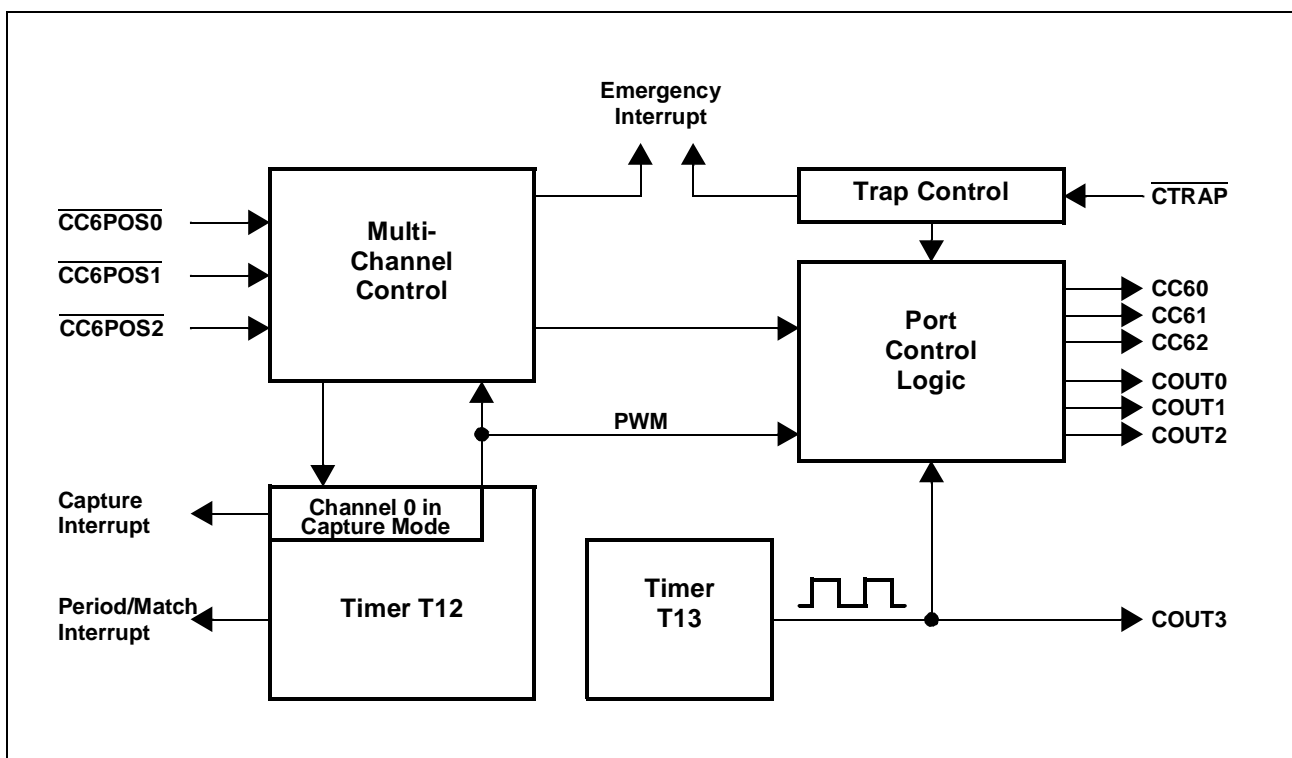 Emergency
Interrupt
Trap Control
CTRAP
CC6POS0
CC6POS1
CC6POS2
Multi-
Channel
Control
Port
Control
Logic
CC60
CC61
CC62
COUT0
COUT1
COUT2
PWM
Capture
Interrupt
Channel 0 in
Capture Mode
Period/Match
Interrupt
Timer T12
Timer
T13
COUT3